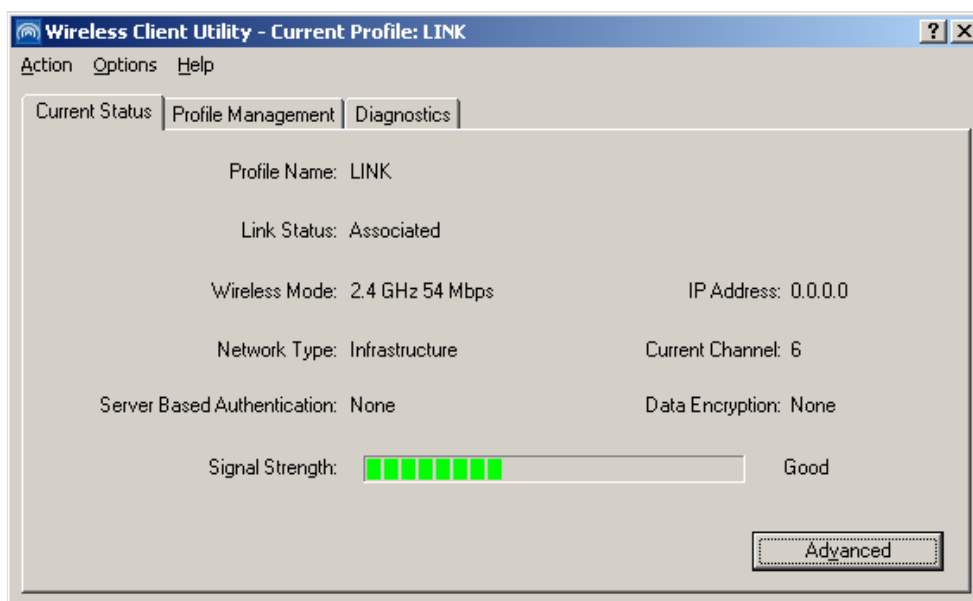 Wireless Client Utility - Current Profile: LINK
Action Options Help
Current Status Profile Management Diagnostics
Profile Name: LINK
Link Status: Associated
Wireless Mode: 2.4 GHz 54 Mbps IP Address: 0.0.0.0
Network Type: Infrastructure Current Channel: 6
Server Based Authentication: None Data Encryption: None
Signal Strength: Good
Advanced